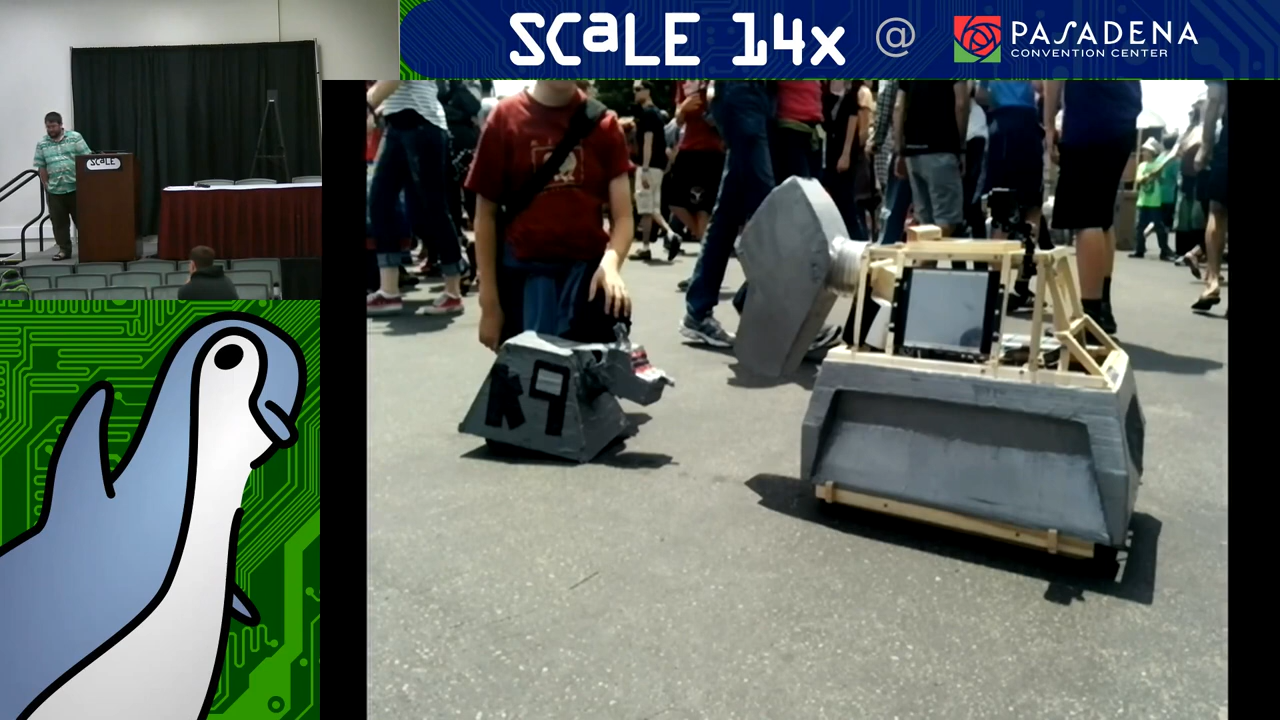 SCaLE 14x @
PASADENA
CONVENTION CENTER
SCALE
K9